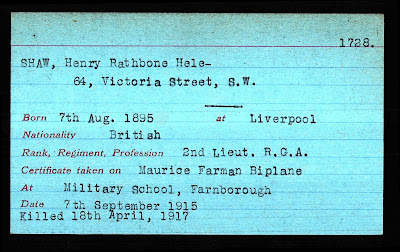 1728.
SHAW, Henry Rathbone Hele-
64, Victoria Street, S.W.
Born 7th Aug. 1895 at Liverpool
Nationality British
Rank, Regiment, Profession 2nd Lieut. R.G.A.
Certificate taken on Maurice Farman Biplane
At Military School, Farnborough
Date 7th September 1915
Killed 18th April, 1917